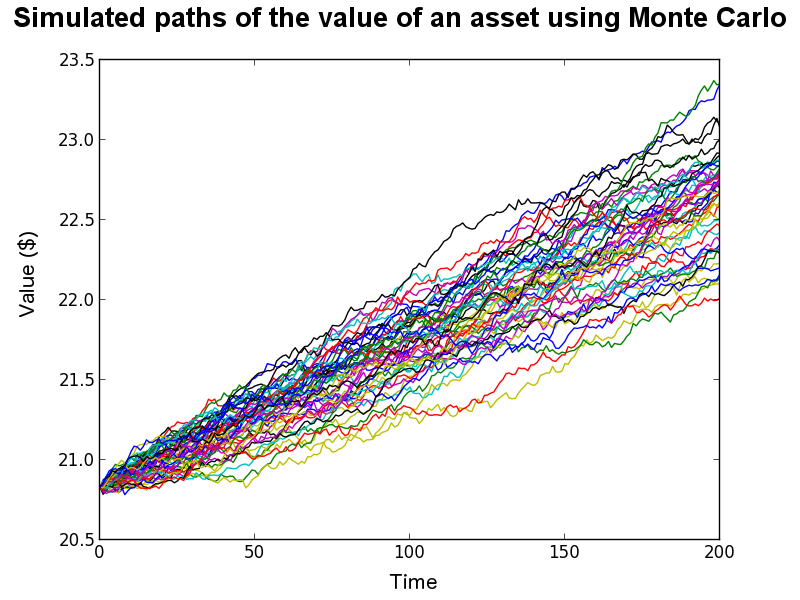 Simulated paths of the value of an asset using Monte Carlo
23.5
23.0
22.5
22.0
21.5
21.0
20.5
Value ($)
0 50 100 150 200
Time